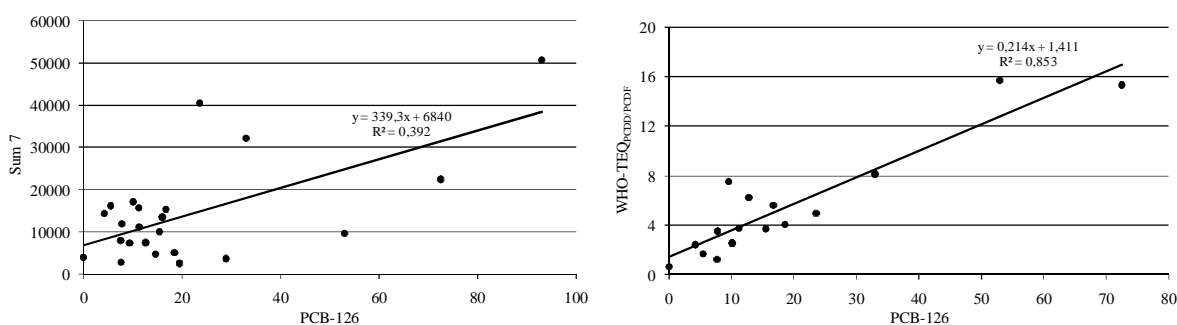 60000
50000
40000
30000
20000
10000
0
Sum 7
y = 339,3x + 6840
R² = 0,392
0 20 40 60 80 100
PCB-126
20
16
12
8
4
0
WHO-TEQPCDD/PCDF
y = 0,214x + 1,411
R² = 0,853
0 10 20 30 40 50 60 70 80
PCB-126